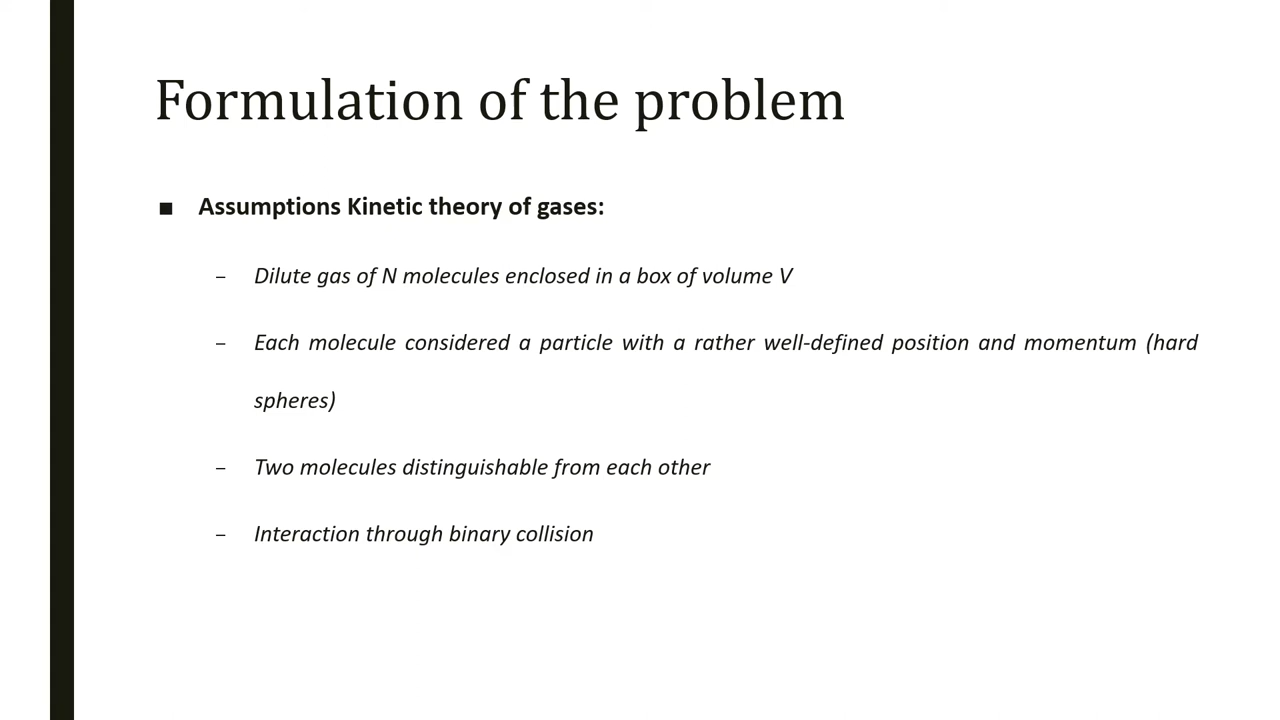 Formulation of the problem
■ Assumptions Kinetic theory of gases:
– Dilute gas of N molecules enclosed in a box of volume V
– Each molecule considered a particle with a rather well-defined position and momentum (hard
spheres)
– Two molecules distinguishable from each other
– Interaction through binary collision